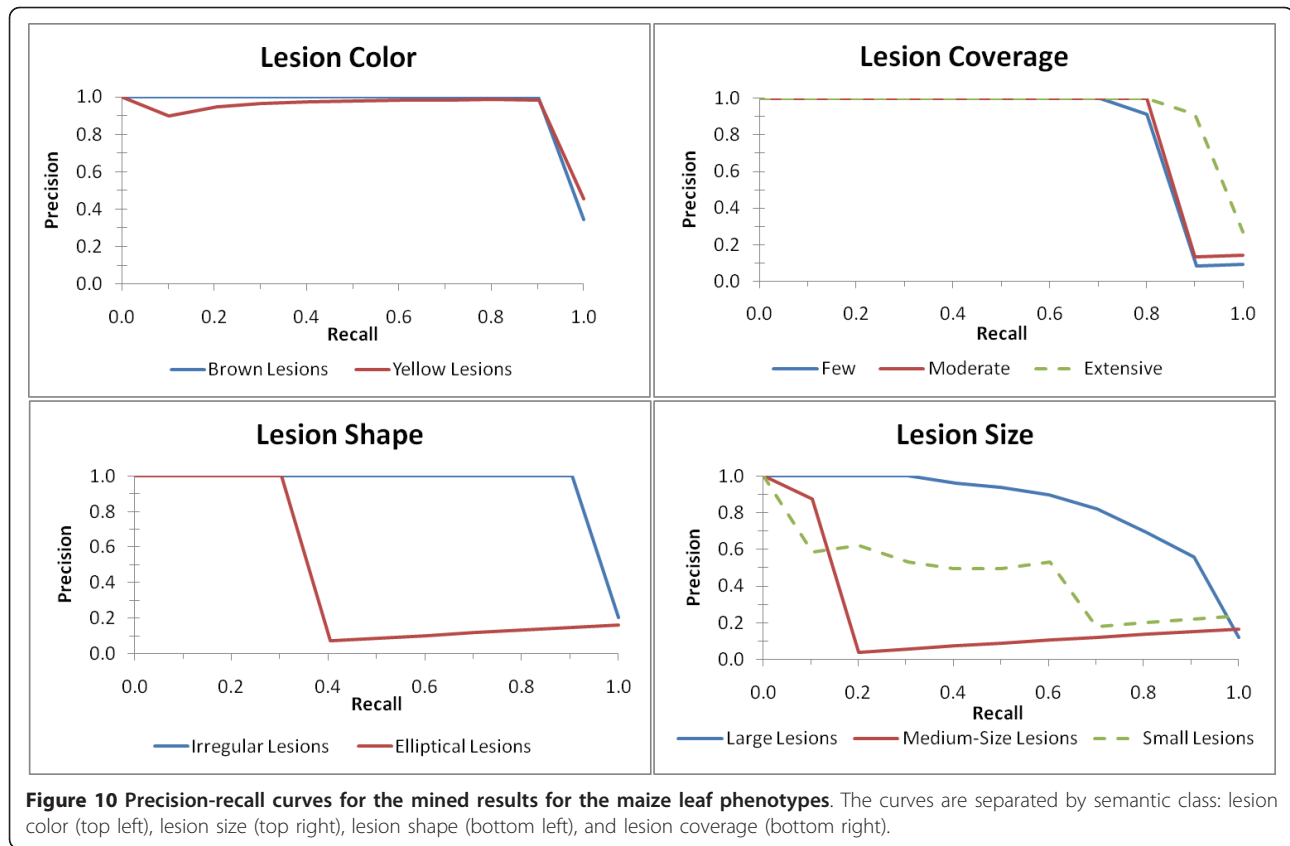 Lesion Color
1.0
0.8
0.6
0.4
0.2
0.0
Precision
0.0 0.2 0.4 0.6 0.8 1.0
Recall
Brown Lesions Yellow Lesions
Lesion Coverage
1.0
0.8
0.6
0.4
0.2
0.0
Precision
0.0 0.2 0.4 0.6 0.8 1.0
Recall
Few Moderate Extensive
Lesion Shape
1.0
0.8
0.6
0.4
0.2
0.0
Precision
0.0 0.2 0.4 0.6 0.8 1.0
Recall
Irregular Lesions Elliptical Lesions
Lesion Size
1.0
0.8
0.6
0.4
0.2
0.0
Precision
0.0 0.2 0.4 0.6 0.8 1.0
Recall
Large Lesions Medium-Size Lesions Small Lesions
Figure 10 Precision-recall curves for the mined results for the maize leaf phenotypes. The curves are separated by semantic class: lesion
color (top left), lesion size (top right), lesion shape (bottom left), and lesion coverage (bottom right).